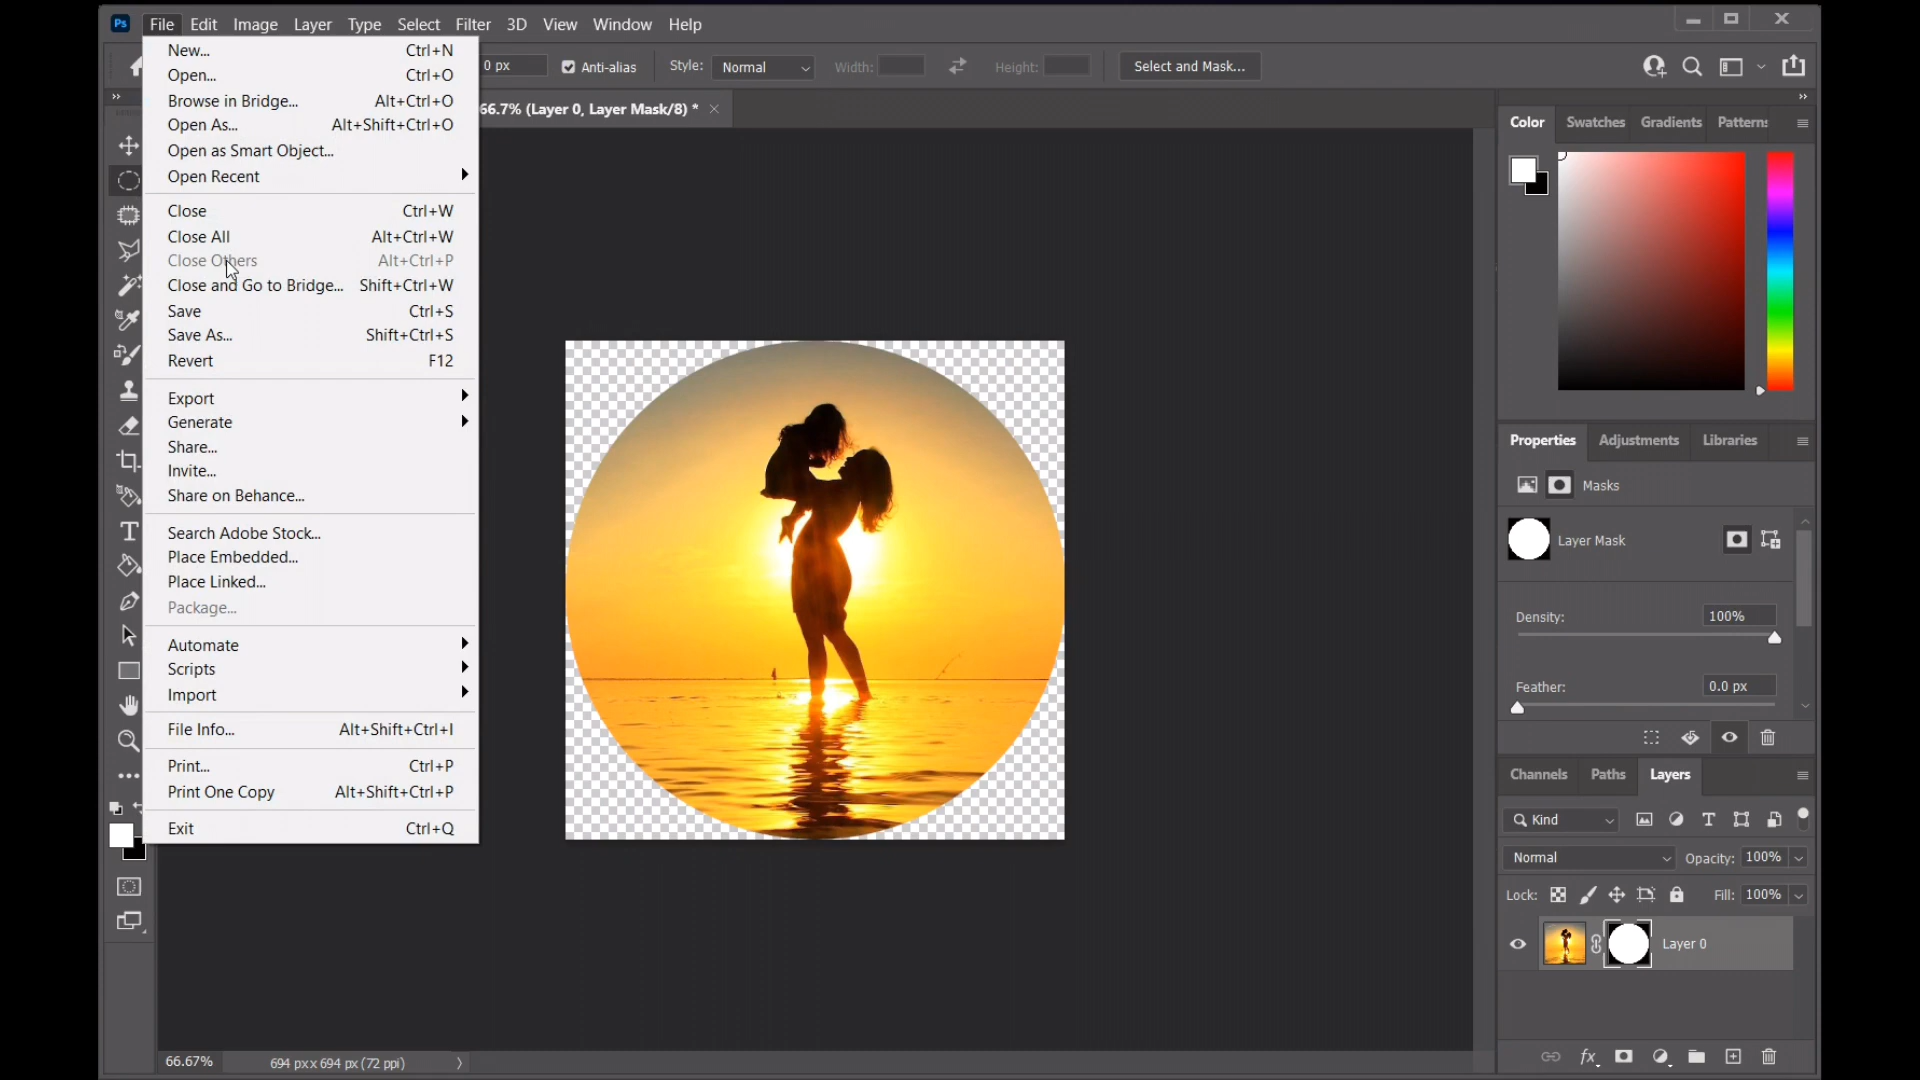 Ps File Edit Image Layer Type Select Filter 3D View Window Help
0 px Anti-alias Style: Normal Width: Height: Select and Mask...
66.7% (Layer 0, Layer Mask/8) *
New... Ctrl+N
Open... Ctrl+O
Browse in Bridge... Alt+Ctrl+O
Open As... Alt+Shift+Ctrl+O
Open as Smart Object...
Open Recent
Close Ctrl+W
Close All Alt+Ctrl+W
Close Others Alt+Ctrl+P
Close and Go to Bridge... Shift+Ctrl+W
Save Ctrl+S
Save As... Shift+Ctrl+S
Revert F12
Export
Generate
Share...
Invite...
Share on Behance...
Search Adobe Stock...
Place Embedded...
Place Linked...
Package...
Automate
Scripts
Import
File Info... Alt+Shift+Ctrl+I
Print... Ctrl+P
Print One Copy Alt+Shift+Ctrl+P
Exit Ctrl+Q
Color Swatches Gradients Patterns
Properties Adjustments Libraries
Masks
Layer Mask
Density: 100%
Feather: 0.0 px
Channels Paths Layers
Kind
Normal Opacity: 100%
Lock: Fill: 100%
Layer 0
66.67% 694 px x 694 px (72 ppi)